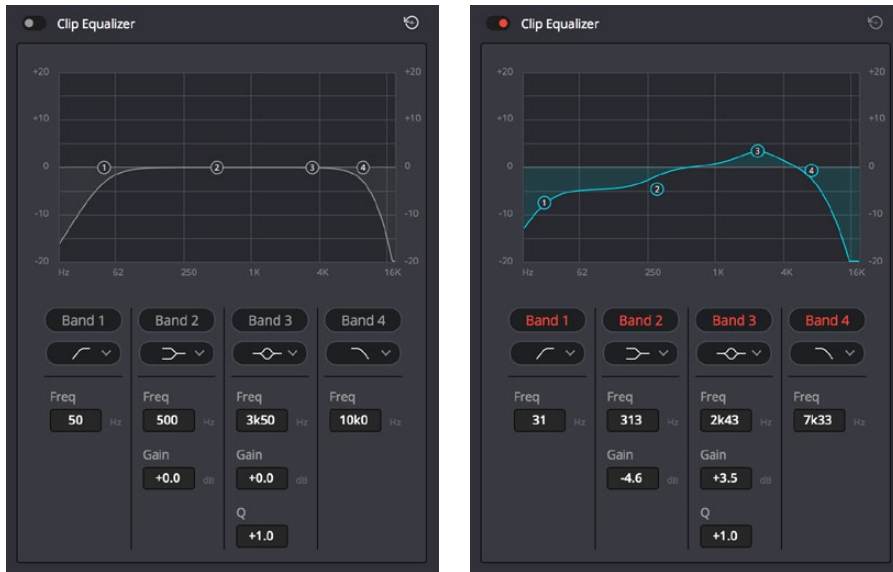 Clip Equalizer
+20 +20
+10 +10
0 1 2 3 4 0
-10 -10
-20 -20
Hz 62 250 1K 4K 16K
Band 1 Band 2 Band 3 Band 4
Freq Freq Freq Freq
50 Hz 500 Hz 3k50 Hz 10k0 Hz
Gain Gain
+0.0 dB +0.0 dB
Q
+1.0
Clip Equalizer
+20 +20
+10 +10
3
0 4 0
2
1
-10 -10
-20 -20
Hz 62 250 1K 4K 16K
Band 1 Band 2 Band 3 Band 4
Freq Freq Freq Freq
31 Hz 313 Hz 2k43 Hz 7k33 Hz
Gain Gain
-4.6 dB +3.5 dB
Q
+1.0